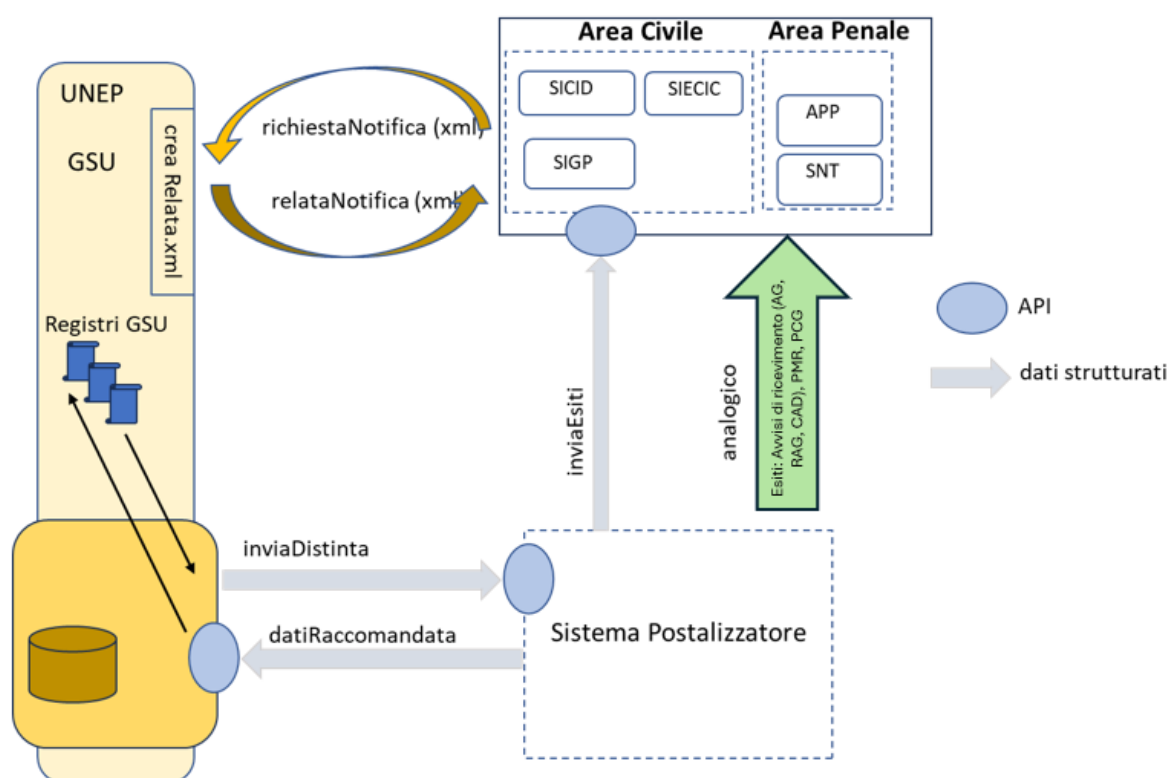 Area Civile
Area Penale
UNEP
GSU
crea Relata.xml
richiestaNotifica (xml)
relataNotifica (xml)
SICID
SIECIC
SIGP
APP
SNT
Registri GSU
API
dati strutturati
inviaEsiti
analogico
Esiti: Avvisi di ricevimento (AG,
RAG, CAD), PMR, PCG
inviaDistinta
datiRaccomandata
Sistema Postalizzatore